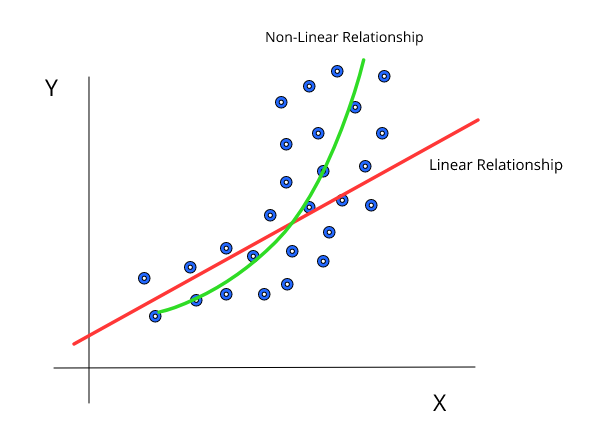 Non-Linear Relationship
Y
Linear Relationship
X